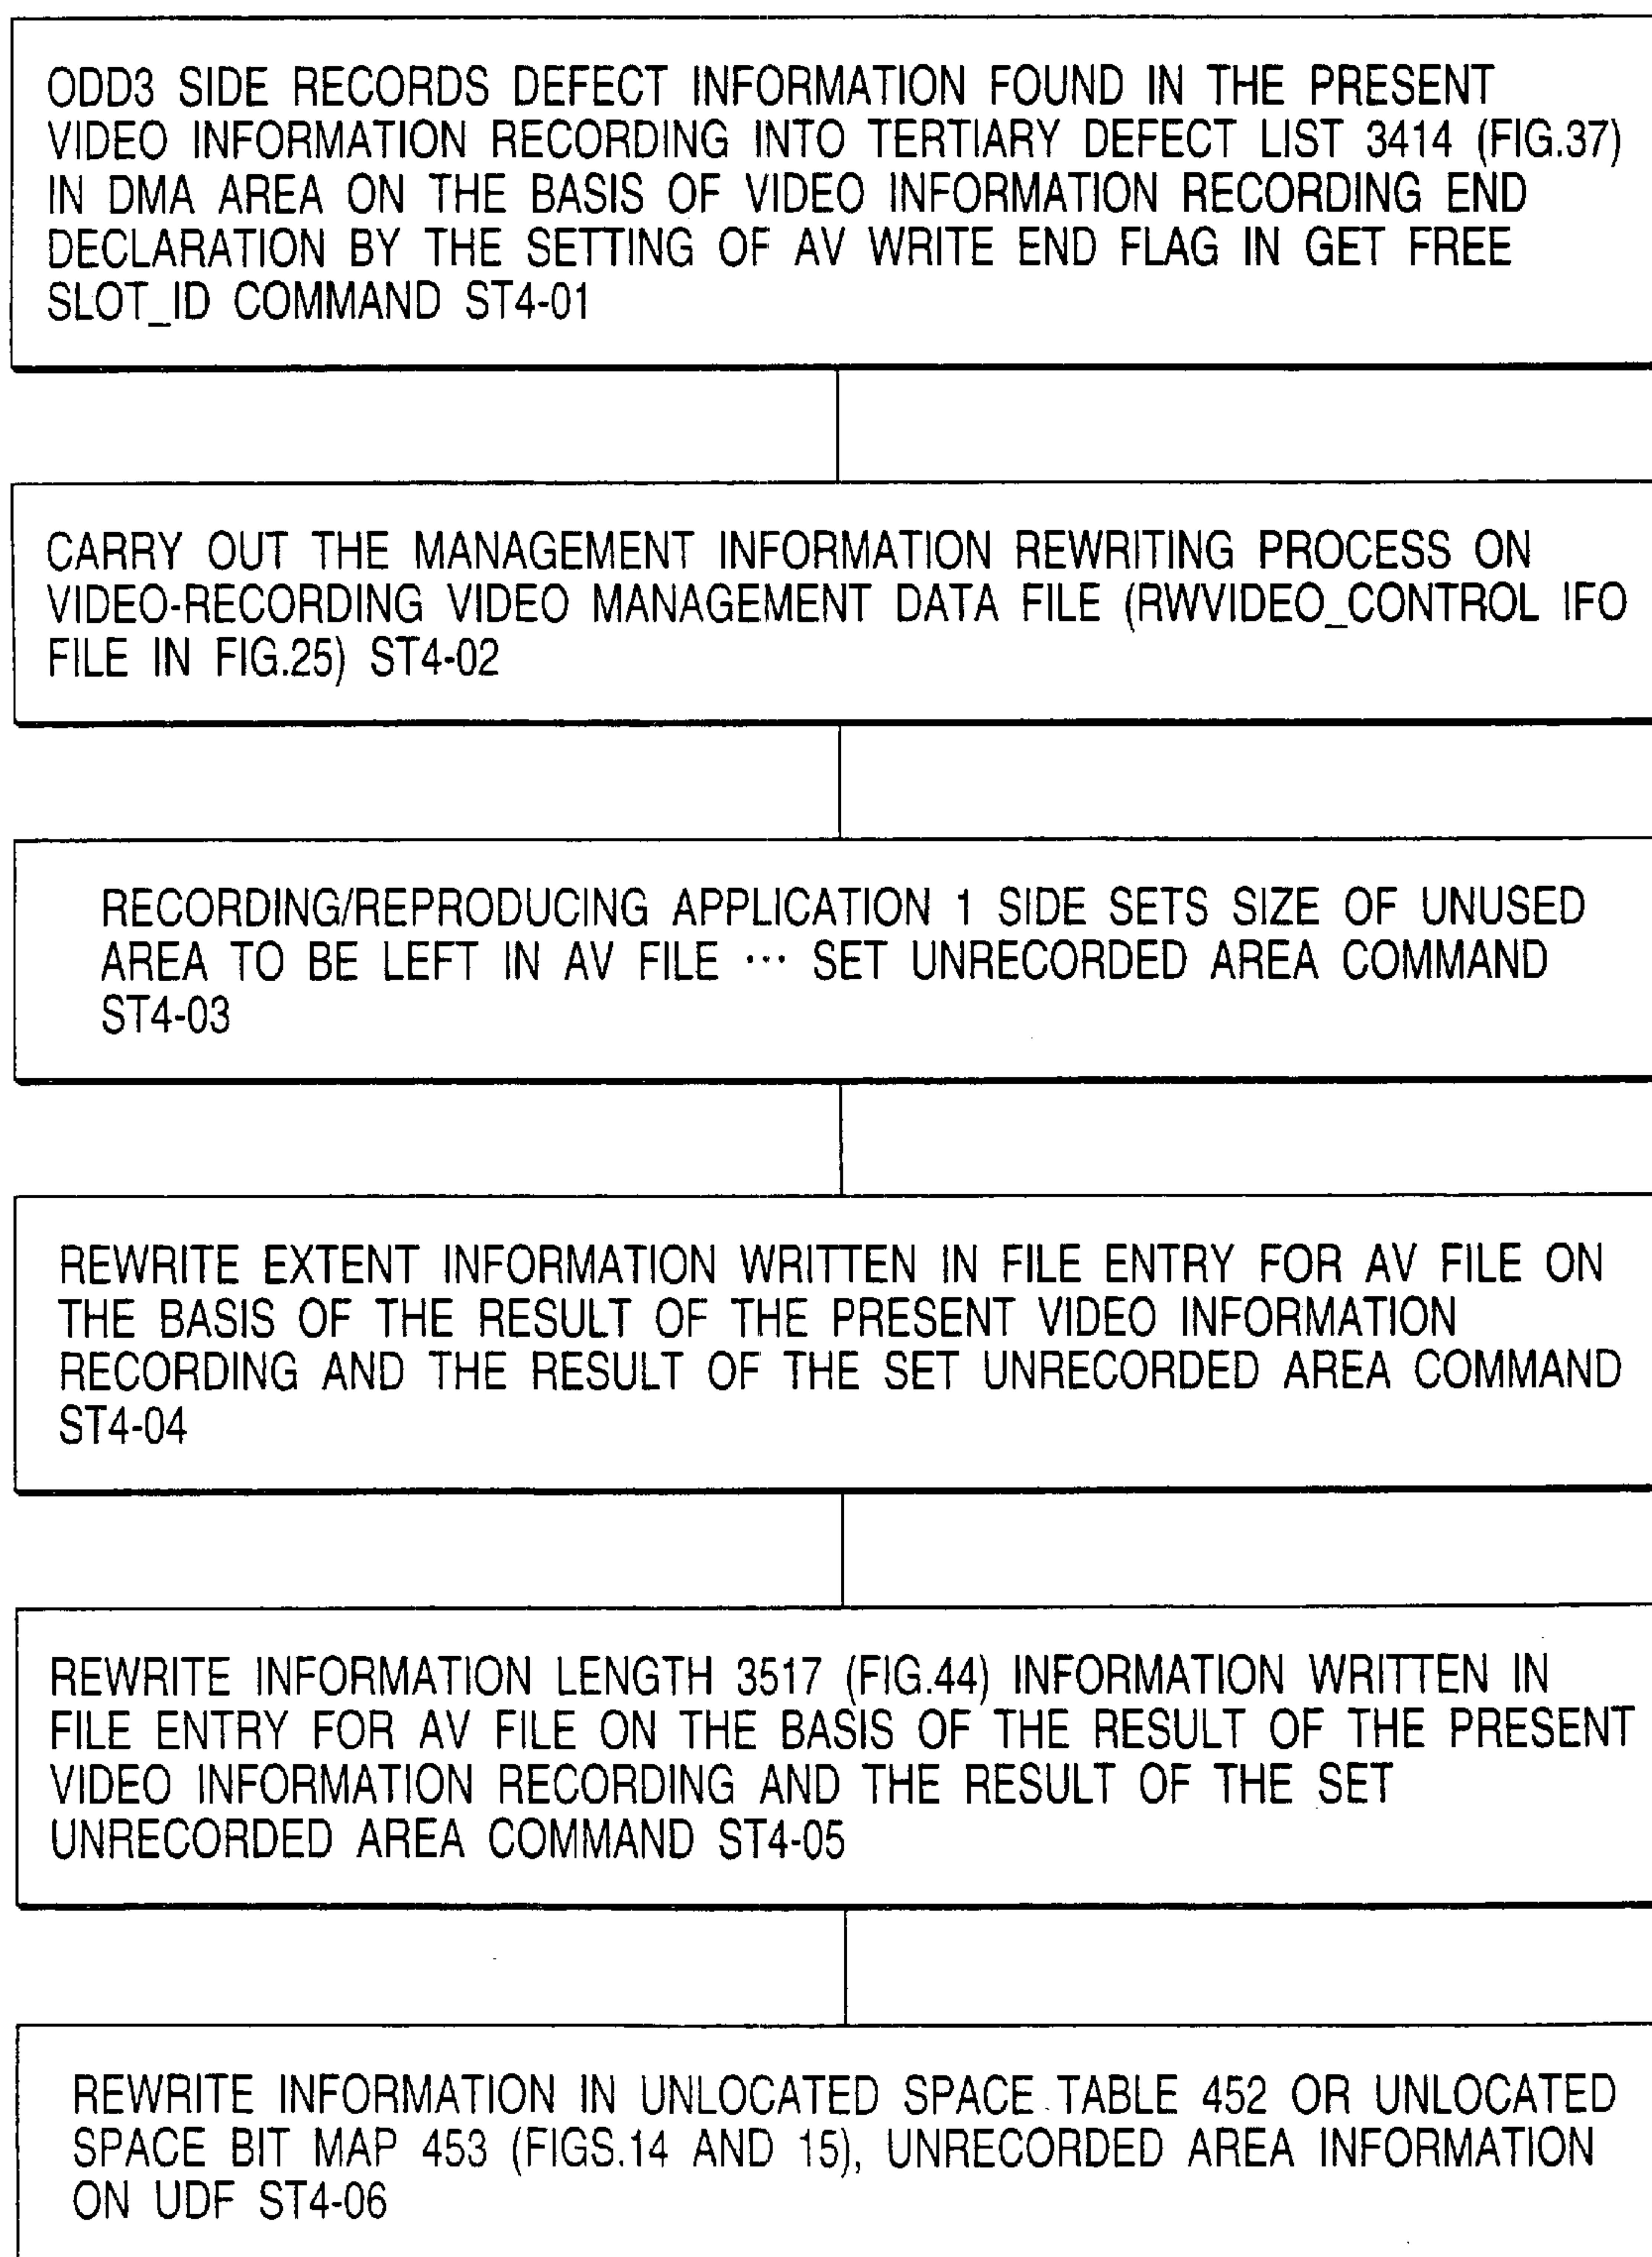 ODD3 SIDE RECORDS DEFECT INFORMATION FOUND IN THE PRESENT
VIDEO INFORMATION RECORDING INTO TERTIARY DEFECT LIST 3414 (FIG.37)
IN DMA AREA ON THE BASIS OF VIDEO INFORMATION RECORDING END
DECLARATION BY THE SETTING OF AV WRITE END FLAG IN GET FREE
SLOT_ID COMMAND ST4-01
CARRY OUT THE MANAGEMENT INFORMATION REWRITING PROCESS ON
VIDEO-RECORDING VIDEO MANAGEMENT DATA FILE (RWVIDEO_CONTROL IFO
FILE IN FIG.25) ST4-02
RECORDING/REPRODUCING APPLICATION 1 SIDE SETS SIZE OF UNUSED
AREA TO BE LEFT IN AV FILE ··· SET UNRECORDED AREA COMMAND
ST4-03
REWRITE EXTENT INFORMATION WRITTEN IN FILE ENTRY FOR AV FILE ON
THE BASIS OF THE RESULT OF THE PRESENT VIDEO INFORMATION
RECORDING AND THE RESULT OF THE SET UNRECORDED AREA COMMAND
ST4-04
REWRITE INFORMATION LENGTH 3517 (FIG.44) INFORMATION WRITTEN IN
FILE ENTRY FOR AV FILE ON THE BASIS OF THE RESULT OF THE PRESENT
VIDEO INFORMATION RECORDING AND THE RESULT OF THE SET
UNRECORDED AREA COMMAND ST4-05
REWRITE INFORMATION IN UNLOCATED SPACE TABLE 452 OR UNLOCATED
SPACE BIT MAP 453 (FIGS.14 AND 15), UNRECORDED AREA INFORMATION
ON UDF ST4-06